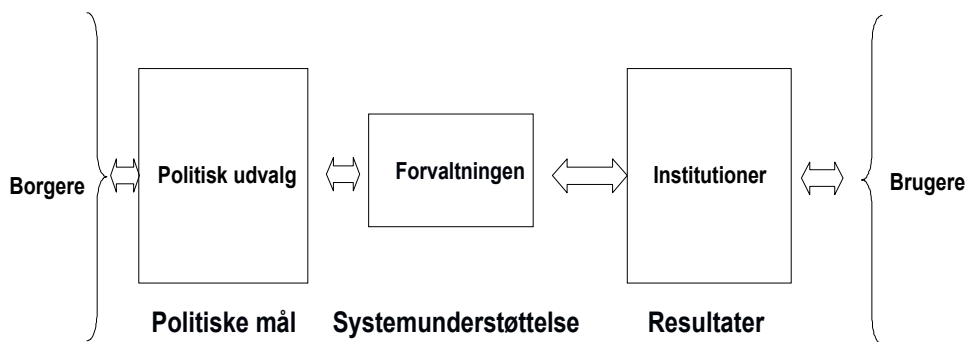 Borgere
Politisk udvalg
Forvaltningen
Institutioner
Brugere
Politiske mål
Systemunderstøttelse
Resultater